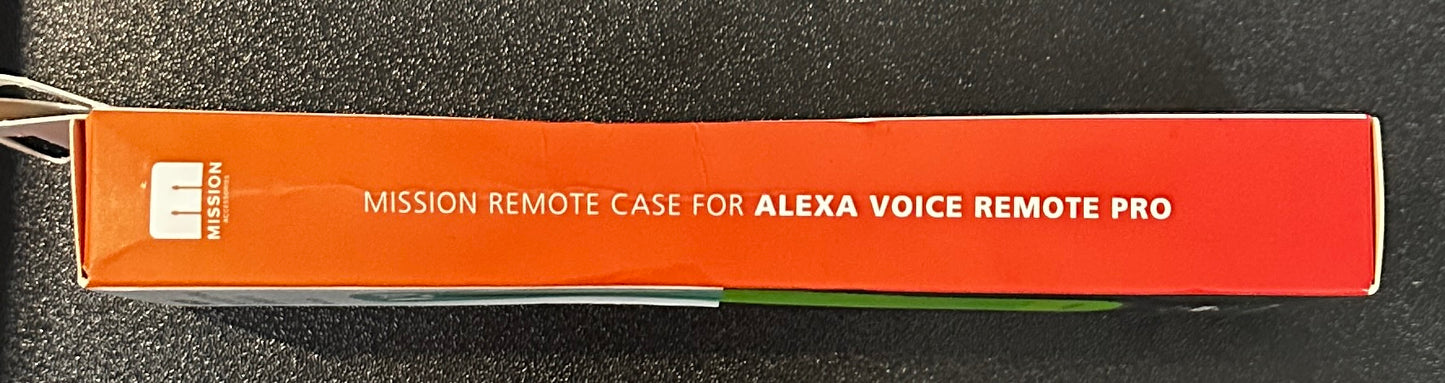 MISSION
ACCESSORIES
MISSION REMOTE CASE FOR ALEXA VOICE REMOTE PRO